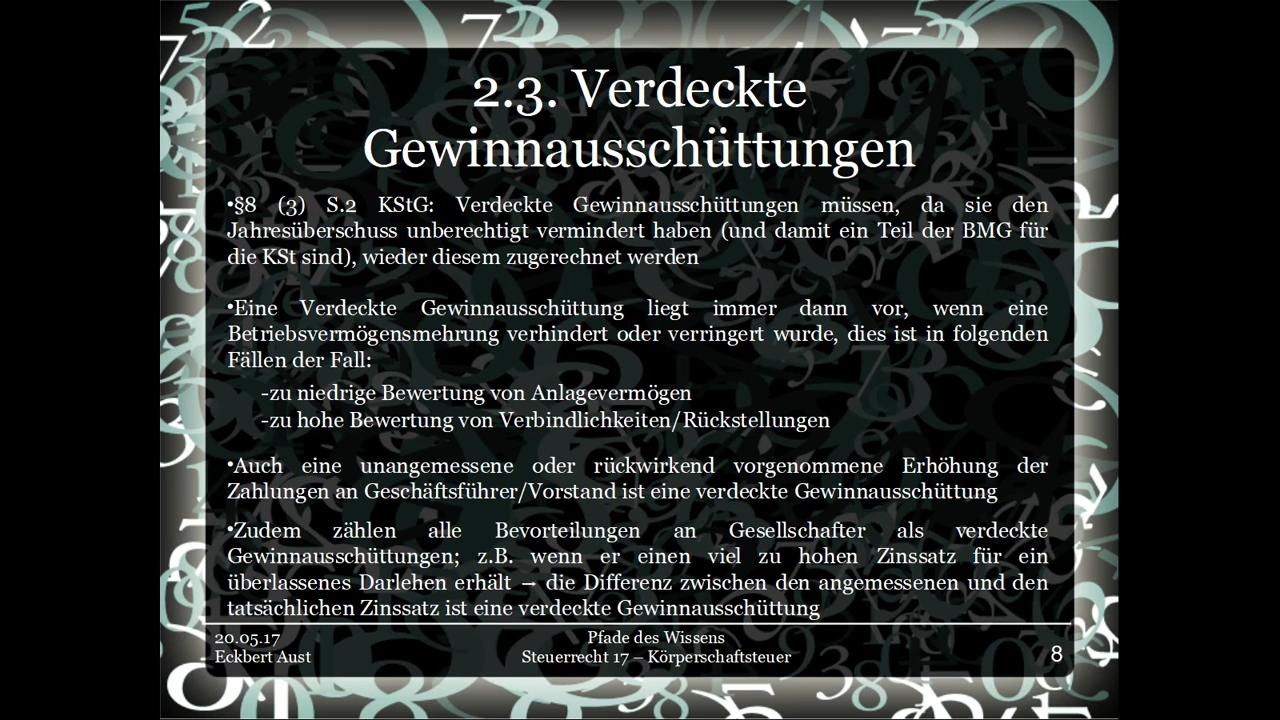 2.3. Verdeckte
Gewinnausschüttungen
•§8 (3) S.2 KStG: Verdeckte Gewinnausschüttungen müssen, da sie den
Jahresüberschuss unberechtigt vermindert haben (und damit ein Teil der BMG für
die KSt sind), wieder diesem zugerechnet werden
•Eine Verdeckte Gewinnausschüttung liegt immer dann vor, wenn eine
Betriebsvermögensmehrung verhindert oder verringert wurde, dies ist in folgenden
Fällen der Fall:
-zu niedrige Bewertung von Anlagevermögen
-zu hohe Bewertung von Verbindlichkeiten/Rückstellungen
•Auch eine unangemessene oder rückwirkend vorgenommene Erhöhung der
Zahlungen an Geschäftsführer/Vorstand ist eine verdeckte Gewinnausschüttung
•Zudem zählen alle Bevorteilungen an Gesellschafter als verdeckte
Gewinnausschüttungen; z.B. wenn er einen viel zu hohen Zinssatz für ein
überlassenes Darlehen erhält → die Differenz zwischen den angemessenen und den
tatsächlichen Zinssatz ist eine verdeckte Gewinnausschüttung
20.05.17
Eckbert Aust
Pfade des Wissens
Steuerrecht 17 – Körperschaftsteuer
8